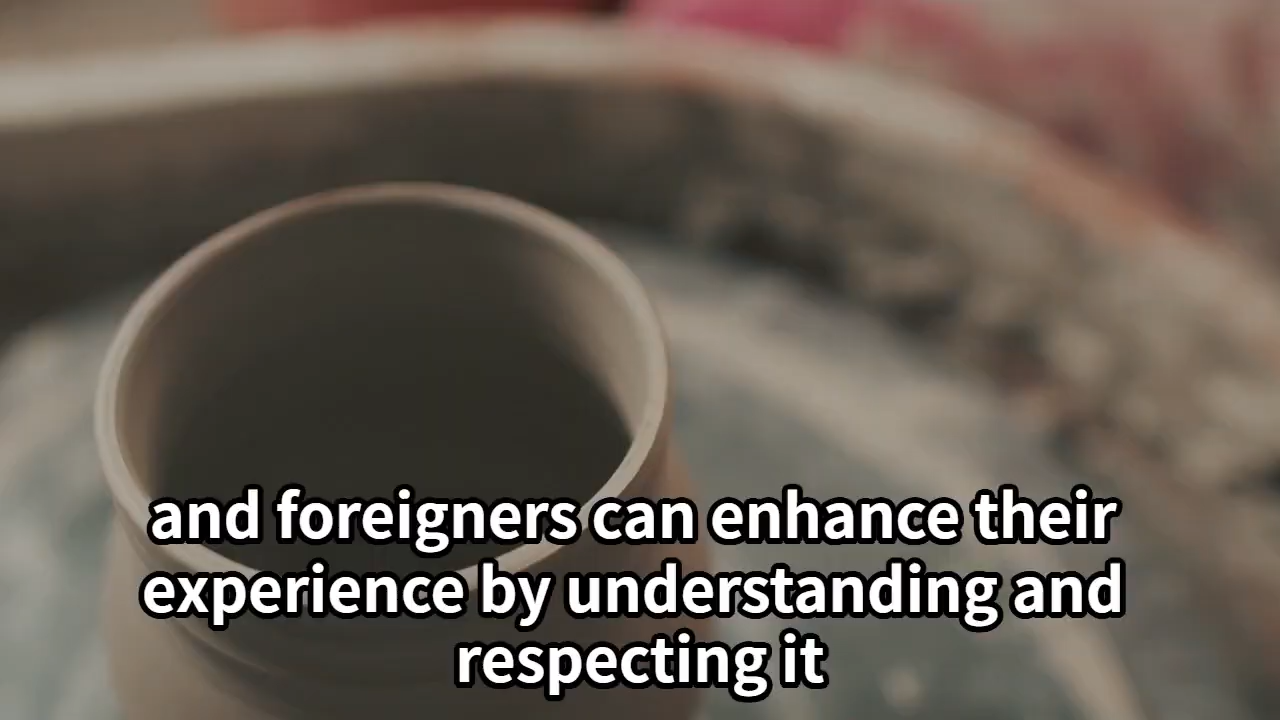 and foreigners can enhance their
experience by understanding and
respecting it